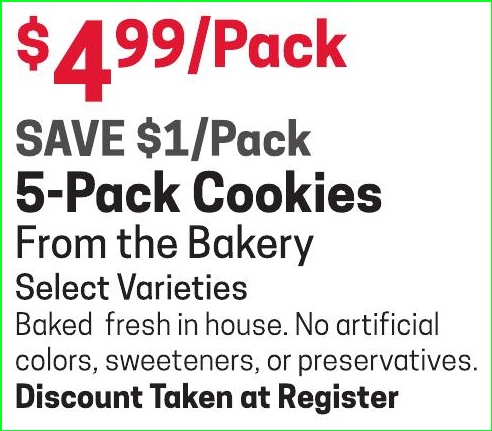 $4.99/Pack
SAVE $1/Pack
5-Pack Cookies
From the Bakery
Select Varieties
Baked fresh in house. No artificial
colors, sweeteners, or preservatives.
Discount Taken at Register